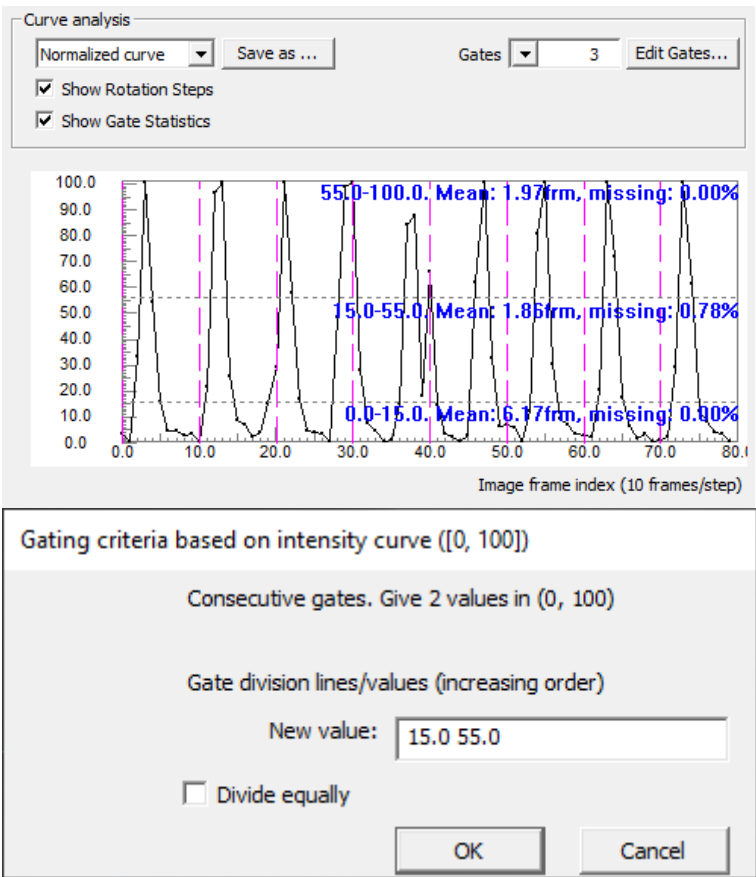 Curve analysis
Normalized curve Save as ... Gates 3 Edit Gates...
Show Rotation Steps
Show Gate Statistics
100.0
55.0-100.0. Mean: 1.97frm, missing: 0.00%
90.0
80.0
70.0
60.0
50.0
15.0-55.0. Mean: 1.86frm, missing: 0.78%
40.0
30.0
20.0
10.0
0.0-15.0. Mean: 6.17frm, missing: 0.00%
0.0
0.0 10.0 20.0 30.0 40.0 50.0 60.0 70.0 80.
Image frame index (10 frames/step)
Gating criteria based on intensity curve ([0, 100])
Consecutive gates. Give 2 values in (0, 100)
Gate division lines/values (increasing order)
New value: 15.0 55.0
Divide equally
OK Cancel